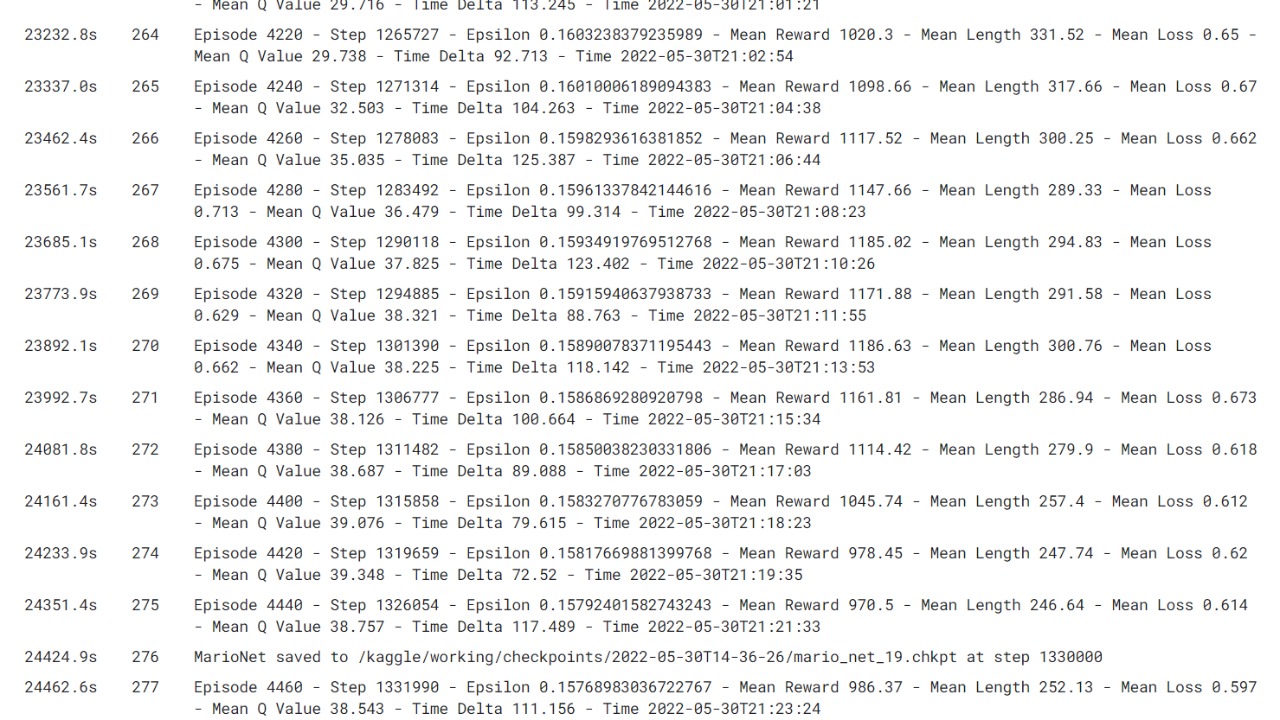 - Mean Q Value 29.716 - Time Delta 113.245 - Time 2022-05-30T21:01:21
23232.8s 264 Episode 4220 - Step 1265727 - Epsilon 0.1603238379235989 - Mean Reward 1020.3 - Mean Length 331.52 - Mean Loss 0.65 -
Mean Q Value 29.738 - Time Delta 92.713 - Time 2022-05-30T21:02:54
23337.0s 265 Episode 4240 - Step 1271314 - Epsilon 0.16010006189094383 - Mean Reward 1098.66 - Mean Length 317.66 - Mean Loss 0.67
- Mean Q Value 32.503 - Time Delta 104.263 - Time 2022-05-30T21:04:38
23462.4s 266 Episode 4260 - Step 1278083 - Epsilon 0.1598293616381852 - Mean Reward 1117.52 - Mean Length 300.25 - Mean Loss 0.662
- Mean Q Value 35.035 - Time Delta 125.387 - Time 2022-05-30T21:06:44
23561.7s 267 Episode 4280 - Step 1283492 - Epsilon 0.15961337842144616 - Mean Reward 1147.66 - Mean Length 289.33 - Mean Loss
0.713 - Mean Q Value 36.479 - Time Delta 99.314 - Time 2022-05-30T21:08:23
23685.1s 268 Episode 4300 - Step 1290118 - Epsilon 0.15934919769512768 - Mean Reward 1185.02 - Mean Length 294.83 - Mean Loss
0.675 - Mean Q Value 37.825 - Time Delta 123.402 - Time 2022-05-30T21:10:26
23773.9s 269 Episode 4320 - Step 1294885 - Epsilon 0.15915940637938733 - Mean Reward 1171.88 - Mean Length 291.58 - Mean Loss
0.629 - Mean Q Value 38.321 - Time Delta 88.763 - Time 2022-05-30T21:11:55
23892.1s 270 Episode 4340 - Step 1301390 - Epsilon 0.15890078371195443 - Mean Reward 1186.63 - Mean Length 300.76 - Mean Loss
0.662 - Mean Q Value 38.225 - Time Delta 118.142 - Time 2022-05-30T21:13:53
23992.7s 271 Episode 4360 - Step 1306777 - Epsilon 0.1586869280920798 - Mean Reward 1161.81 - Mean Length 286.94 - Mean Loss 0.673
- Mean Q Value 38.126 - Time Delta 100.664 - Time 2022-05-30T21:15:34
24081.8s 272 Episode 4380 - Step 1311482 - Epsilon 0.15850038230331806 - Mean Reward 1114.42 - Mean Length 279.9 - Mean Loss 0.618
- Mean Q Value 38.687 - Time Delta 89.088 - Time 2022-05-30T21:17:03
24161.4s 273 Episode 4400 - Step 1315858 - Epsilon 0.1583270776783059 - Mean Reward 1045.74 - Mean Length 257.4 - Mean Loss 0.612
- Mean Q Value 39.076 - Time Delta 79.615 - Time 2022-05-30T21:18:23
24233.9s 274 Episode 4420 - Step 1319659 - Epsilon 0.15817669881399768 - Mean Reward 978.45 - Mean Length 247.74 - Mean Loss 0.62
- Mean Q Value 39.348 - Time Delta 72.52 - Time 2022-05-30T21:19:35
24351.4s 275 Episode 4440 - Step 1326054 - Epsilon 0.15792401582743243 - Mean Reward 970.5 - Mean Length 246.64 - Mean Loss 0.614
- Mean Q Value 38.757 - Time Delta 117.489 - Time 2022-05-30T21:21:33
24424.9s 276 MarioNet saved to /kaggle/working/checkpoints/2022-05-30T14-36-26/mario_net_19.chkpt at step 1330000
24462.6s 277 Episode 4460 - Step 1331990 - Epsilon 0.15768983036722767 - Mean Reward 986.37 - Mean Length 252.13 - Mean Loss 0.597
- Mean Q Value 38.543 - Time Delta 111.156 - Time 2022-05-30T21:23:24